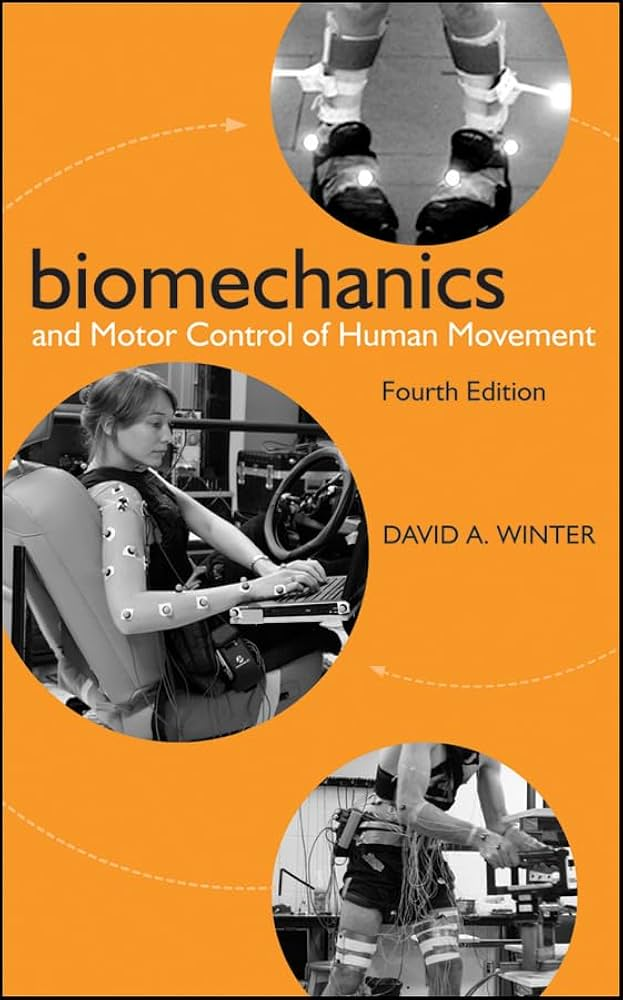 biomechanics
and Motor Control of Human Movement
Fourth Edition
DAVID A. WINTER